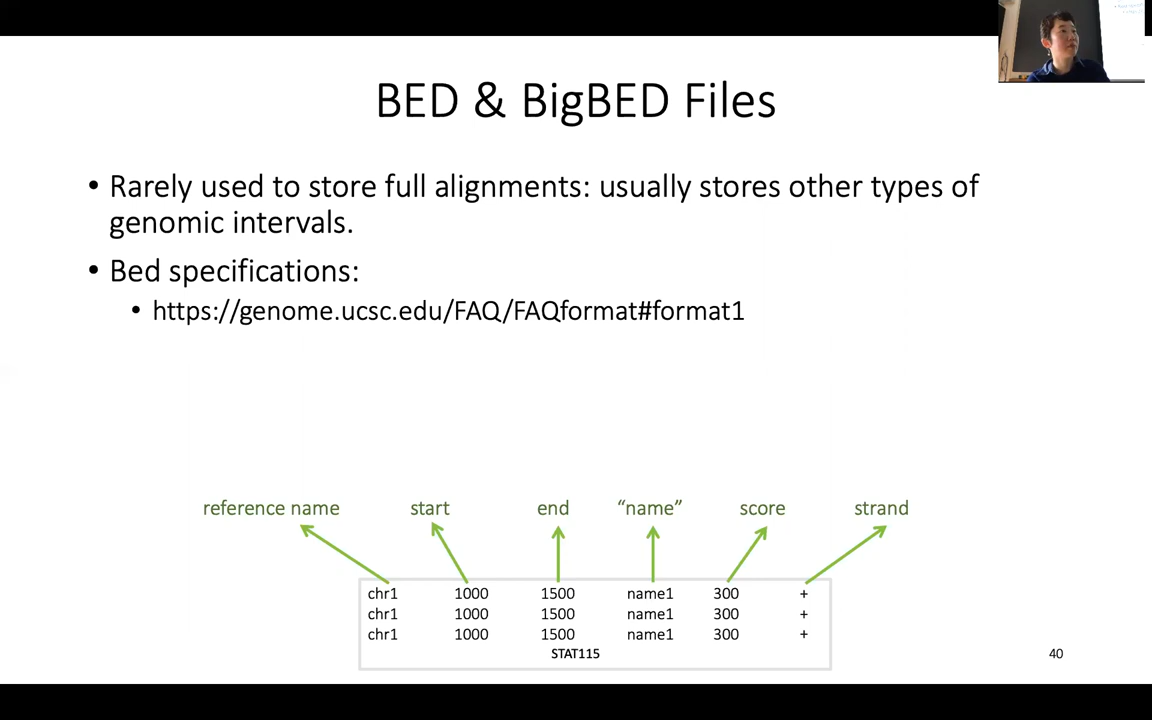 BED & BigBED Files
• Rarely used to store full alignments: usually stores other types of
genomic intervals.
• Bed specifications:
• https://genome.ucsc.edu/FAQ/FAQformat#format1
reference name start end “name” score strand
chr1 1000 1500 name1 300 +
chr1 1000 1500 name1 300 +
chr1 1000 1500 name1 300 +
STAT115
40